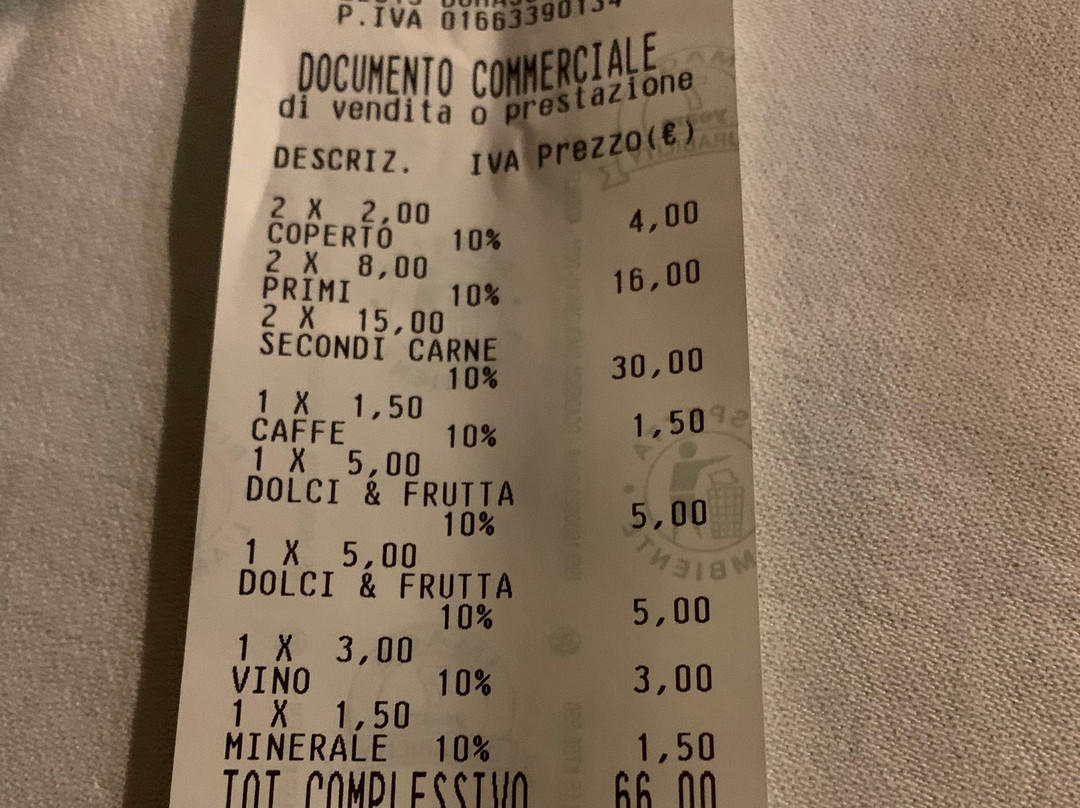 P.IVA 01663390134
DOCUMENTO COMMERCIALE
di vendita o prestazione
DESCRIZ. IVA Prezzo(€)
2 X 2,00
COPERTO 10% 4,00
2 X 8,00
PRIMI 10% 16,00
2 X 15,00
SECONDI CARNE
10% 30,00
1 X 1,50
CAFFE 10% 1,50
1 X 5,00
DOLCI & FRUTTA
10% 5,00
1 X 5,00
DOLCI & FRUTTA
10% 5,00
1 X 3,00
VINO 10% 3,00
1 X 1,50
MINERALE 10% 1,50
TOT COMPLESSIVO 66,00